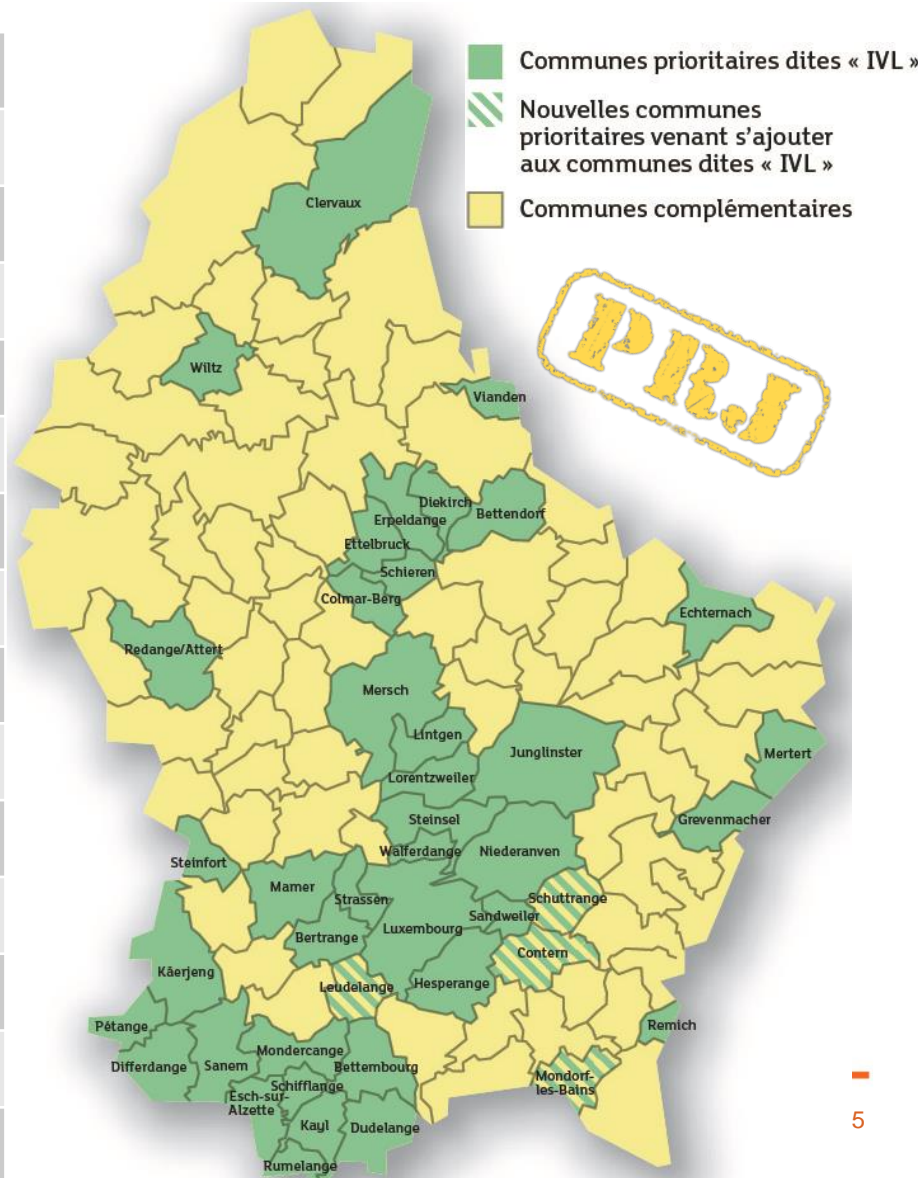 Communes prioritaires dites « IVL »
Nouvelles communes
prioritaires venant s'ajouter
aux communes dites « IVL »
Communes complémentaires
PRJ
Clervaux
Wiltz
Vianden
Diekirch
Erpeldange
Bettendorf
Ettelbruck
Schieren
Colmar-Berg
Echternach
Redange/Attert
Mersch
Lintgen
Junglinster
Mertert
Lorentzweiler
Steinsel
Grevenmacher
Walferdange
Niederanven
Steinfort
Mamer
Strassen
Schuttrange
Sandweiler
Luxembourg
Bertrange
Contern
Käerjeng
Leudelange
Hesperange
Pétange
Remich
Mondercange
Differdange
Sanem
Bettembourg
Schifflange
Mondorf-
les-Bains
Esch-sur-
Alzette
Kayl
Dudelange
Rumelange
5